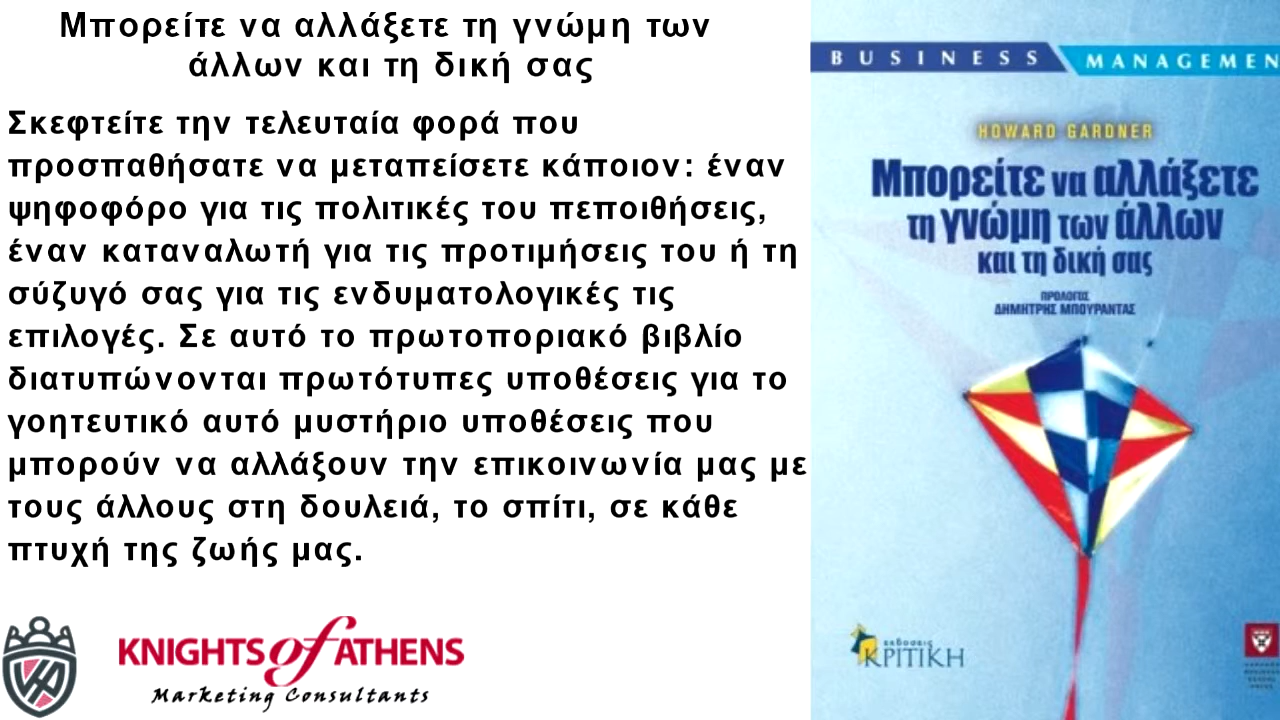 Μπορείτε να αλλάξετε τη γνώμη των
άλλων και τη δική σας
Σκεφτείτε την τελευταία φορά που
προσπαθήσατε να μεταπείσετε κάποιον: έναν
ψηφοφόρο για τις πολιτικές του πεποιθήσεις,
έναν καταναλωτή για τις προτιμήσεις του ή τη
σύζυγό σας για τις ενδυματολογικές τις
επιλογές. Σε αυτό το πρωτοποριακό βιβλίο
διατυπώνονται πρωτότυπες υποθέσεις για το
γοητευτικό αυτό μυστήριο υποθέσεις που
μπορούν να αλλάξουν την επικοινωνία μας με
τους άλλους στη δουλειά, το σπίτι, σε κάθε
πτυχή της ζωής μας.
KNIGHTS of ATHENS
Marketing Consultants
BUSINESS MANAGEMEN
HOWARD GARDNER
Μπορείτε να αλλάξετε
τη γνώμη των άλλων
και τη δική σας
ΠΡΟΛΟΓΟΣ
ΔΗΜΗΤΡΗΣ ΜΠΟΥΡΑΝΤΑΣ
εκδοσεις
ΚΡΙΤΙΚΗ